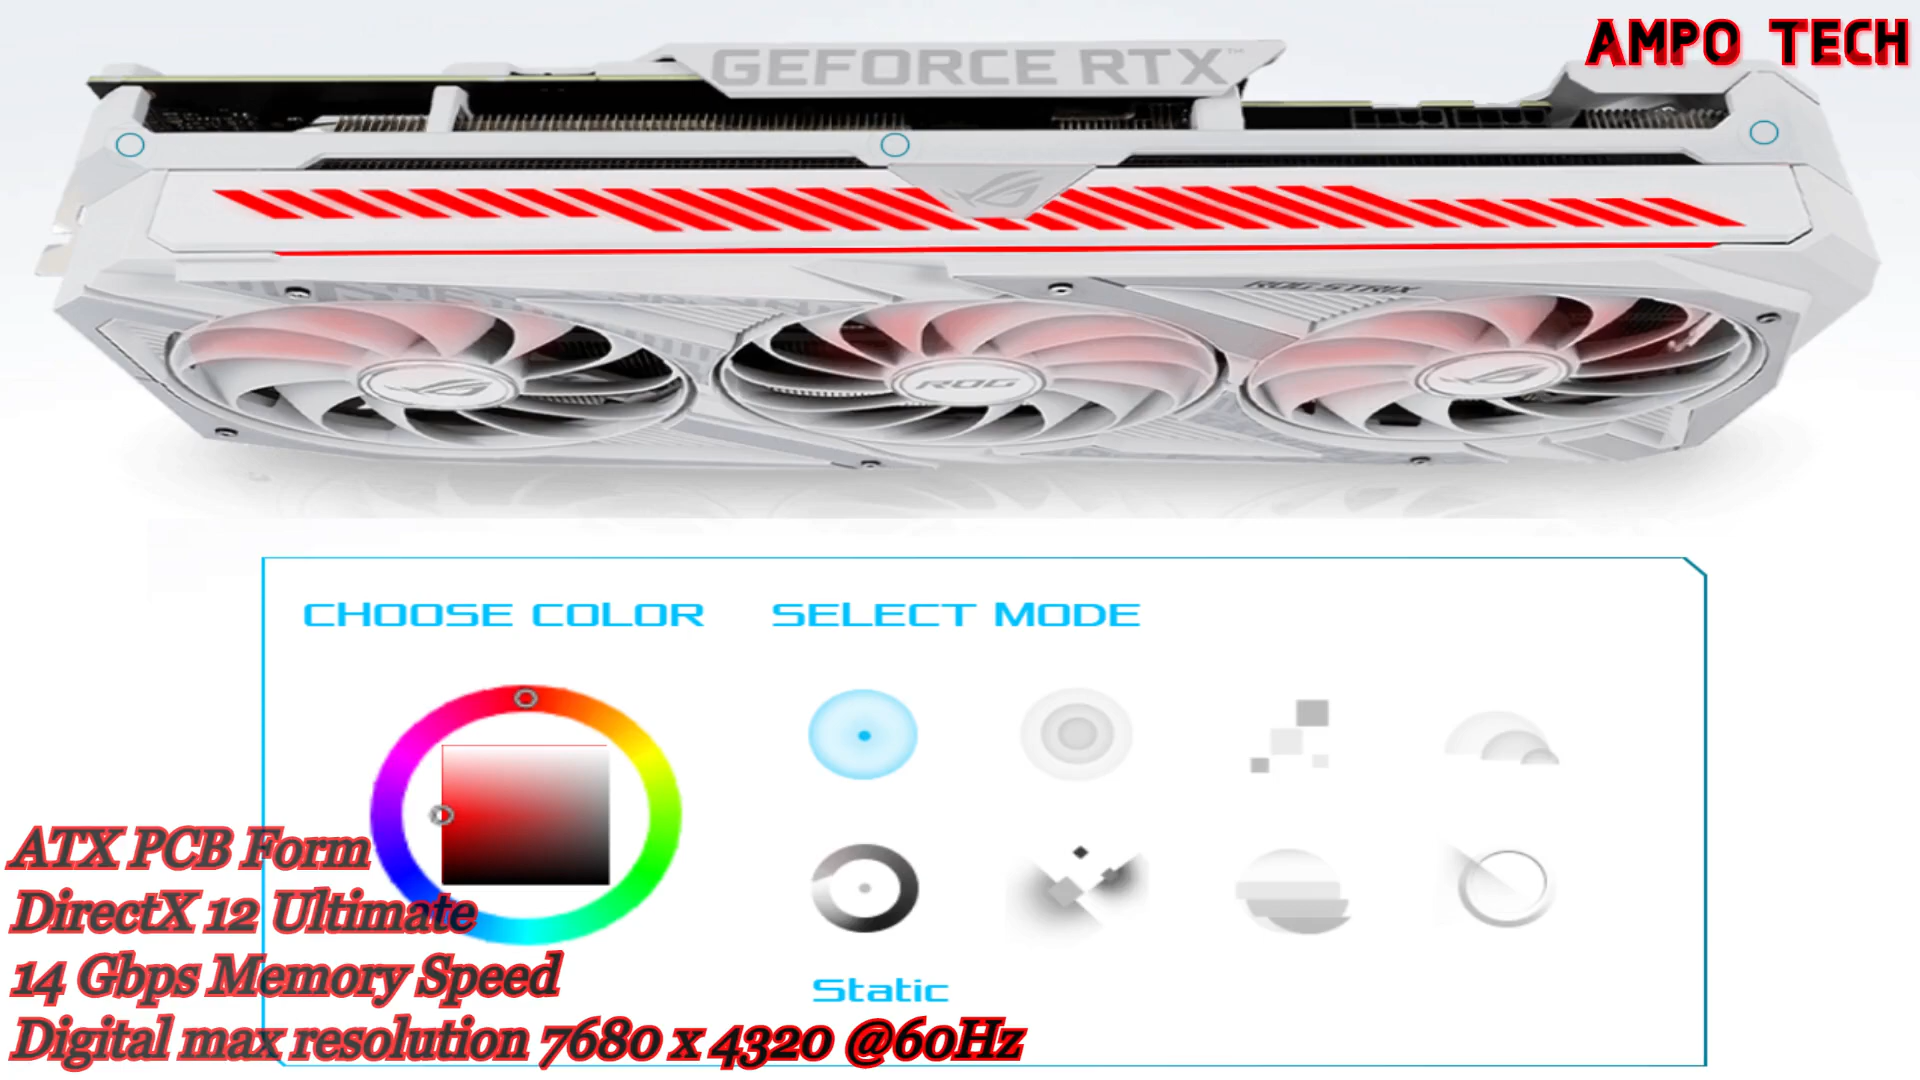 GEFORCE RTX™
AMPO TECH
ROG STRIX
ROG
CHOOSE COLOR
SELECT MODE
ATX PCB Form
DirectX 12 Ultimate
14 Gbps Memory Speed
Static
Digital max resolution 7680 x 4320 @60Hz